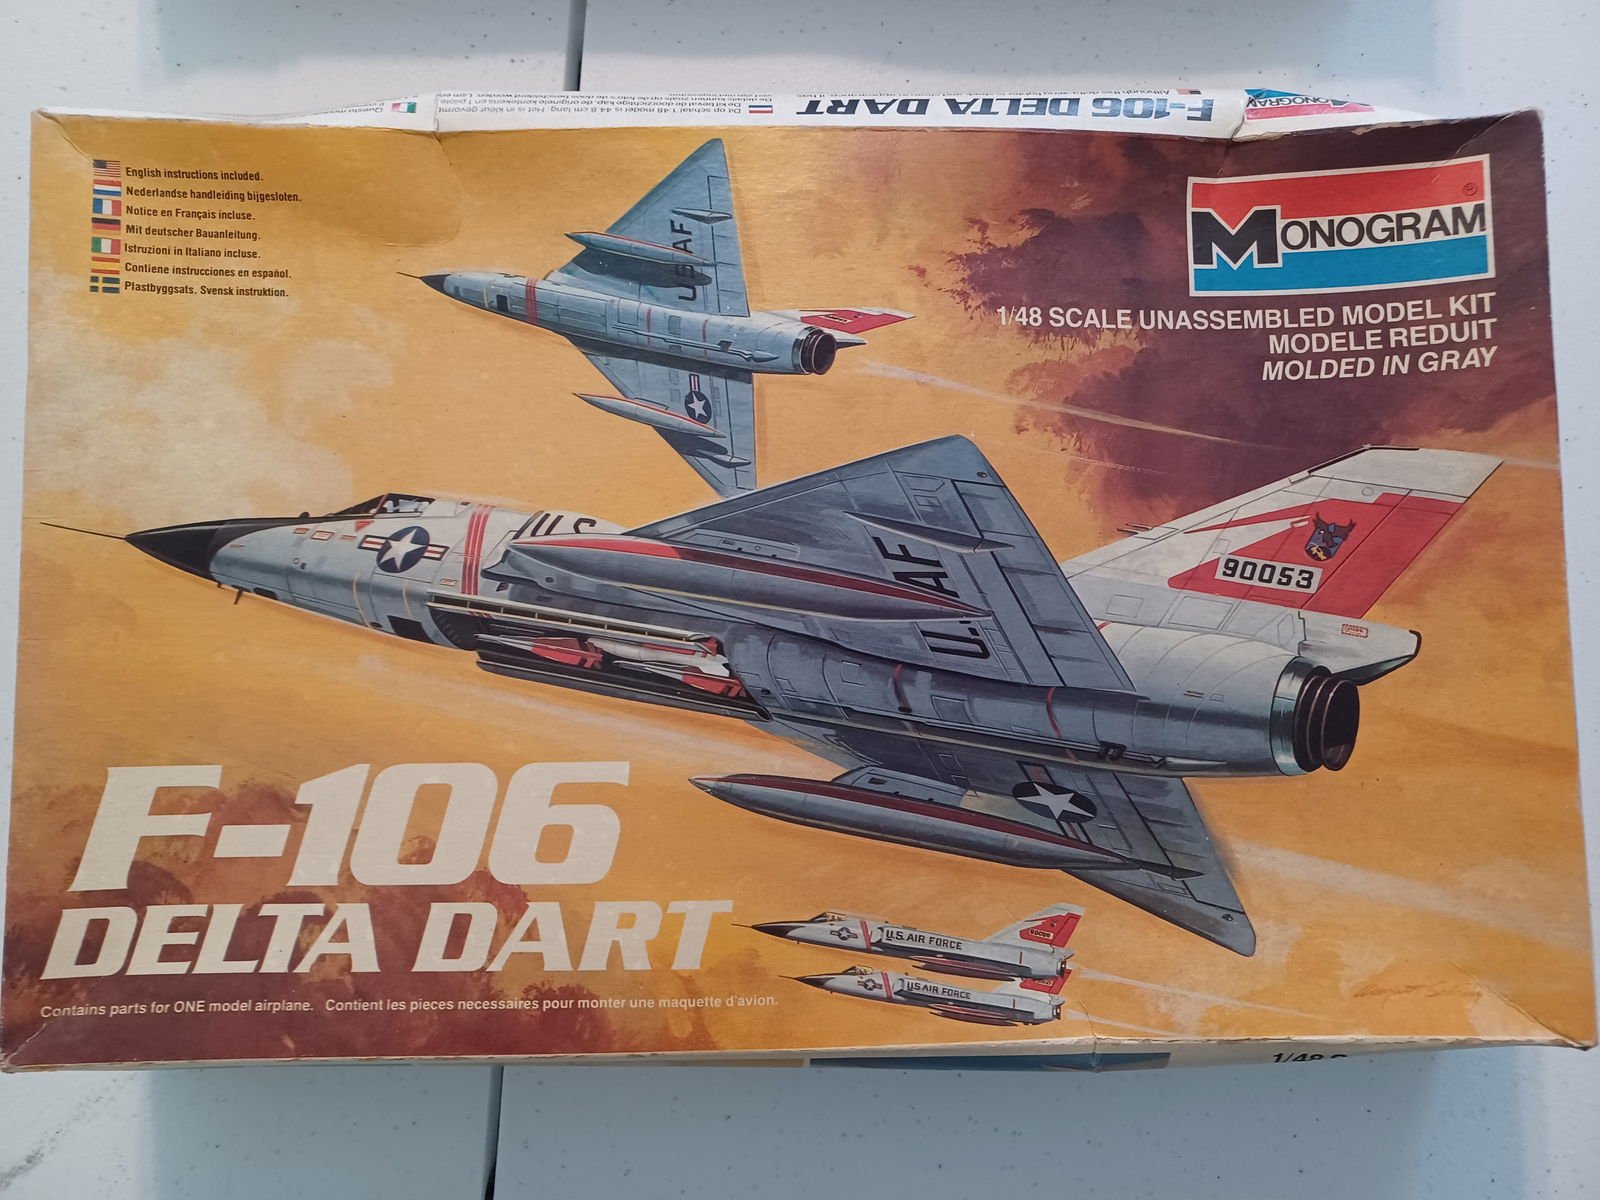 F-106 DELTA DART
MONOGRAM
English instructions included.
Nederlandse handleiding bijgesloten.
Notice en Français incluse.
Mit deutscher Bauanleitung.
Istruzioni in Italiano incluse.
Contiene instrucciones en español.
Plastbyggsats. Svensk instruktion.
MONOGRAM®
1/48 SCALE UNASSEMBLED MODEL KIT
MODELE REDUIT
MOLDED IN GRAY
USAF
U.S
U.S.AF
90053
F-106
DELTA DART
U.S. AIR FORCE
U.S AIR FORCE
Contains parts for ONE model airplane. Contient les pieces necessaires pour monter une maquette d'avion.
1/48